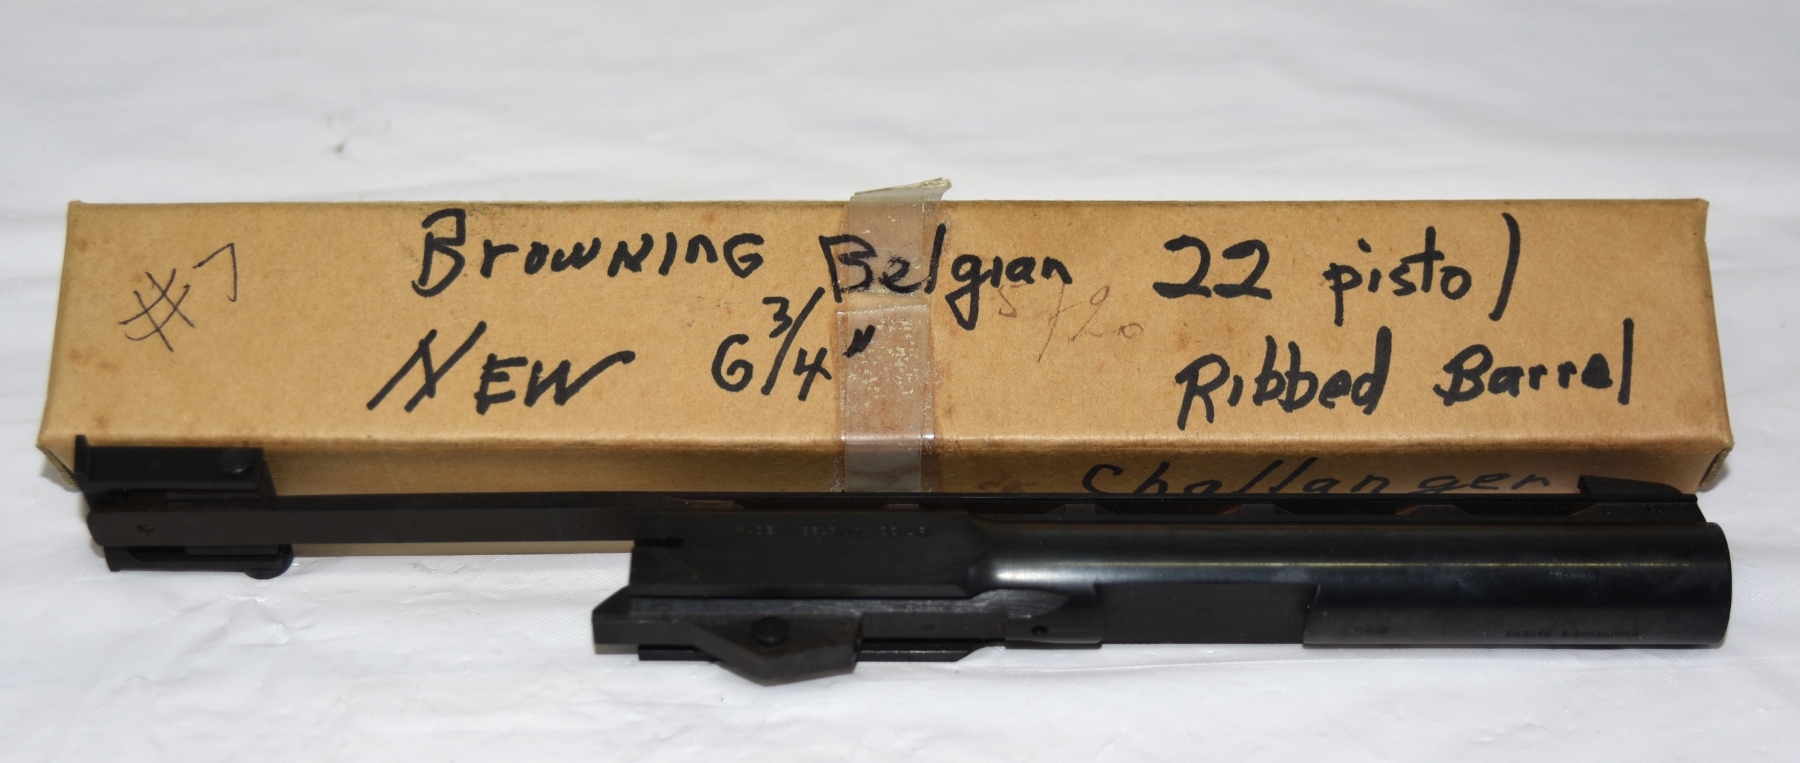 #7
Browning Belgian 22 pistol
New 6 3/4" Ribbed Barrel
Challanger